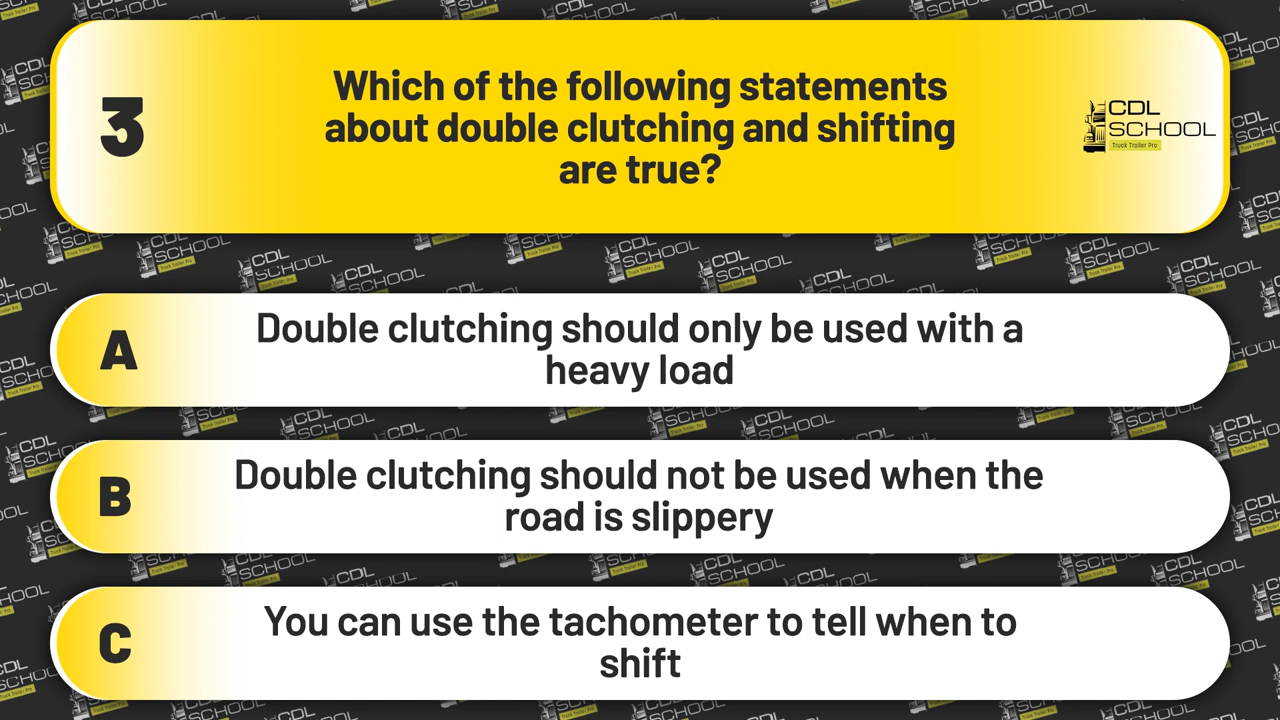 3
Which of the following statements
about double clutching and shifting
are true?
CDL
SCHOOL
Truck Trailer Pro
A
Double clutching should only be used with a
heavy load
B
Double clutching should not be used when the
road is slippery
C
You can use the tachometer to tell when to
shift